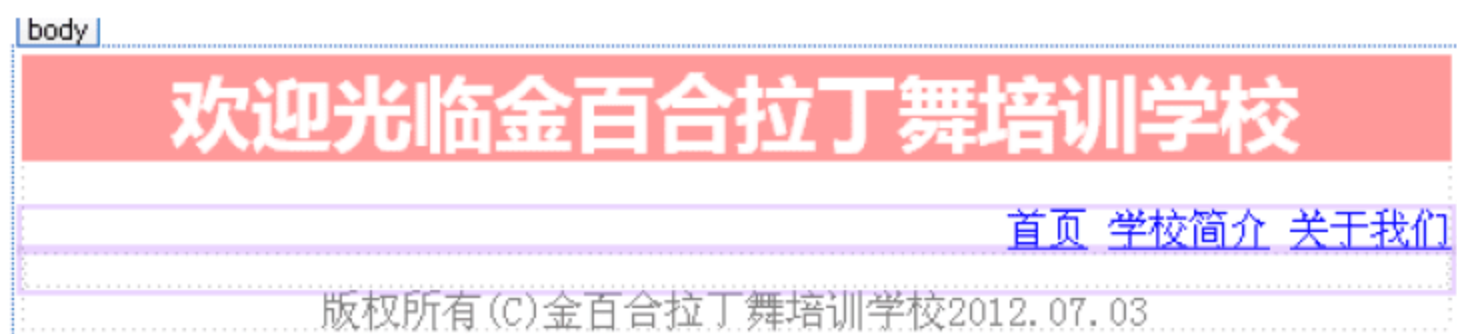 body
欢迎光临金百合拉丁舞培训学校
首页 学校简介 关于我们
版权所有(C)金百合拉丁舞培训学校2012.07.03